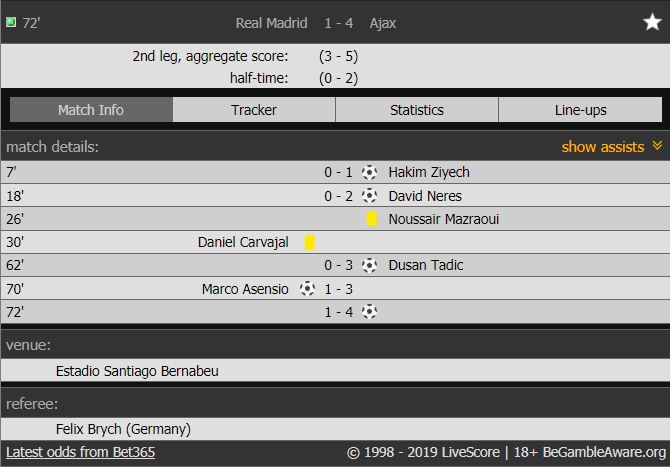 72' Real Madrid 1 - 4 Ajax
2nd leg, aggregate score: (3 - 5)
half-time: (0 - 2)
Match Info Tracker Statistics Line-ups
match details: show assists
7' 0 - 1 Hakim Ziyech
18' 0 - 2 David Neres
26' Noussair Mazraoui
30' Daniel Carvajal
62' 0 - 3 Dusan Tadic
70' Marco Asensio 1 - 3
72' 1 - 4
venue:
Estadio Santiago Bernabeu
referee:
Felix Brych (Germany)
Latest odds from Bet365 © 1998 - 2019 LiveScore | 18+ BeGambleAware.org